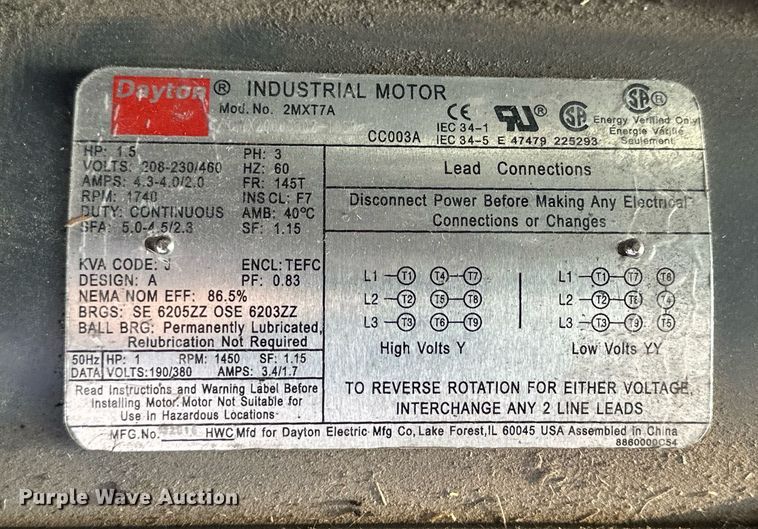 Dayton® INDUSTRIAL MOTOR
Mod. No. 2MXT7A
CC003A
CE
IEC 34-1
IEC 34-5
E 47479
225293
Energy Verified Only
Énergie Vérifié
Seulement
HP: 1.5 PH: 3
VOLTS: 208-230/460 HZ: 60
AMPS: 4.3-4.0/2.0 FR: 145T
RPM: 1740 INS CL: F7
DUTY: CONTINUOUS AMB: 40°C
SFA: 5.0-4.5/2.3 SF: 1.15
KVA CODE: J ENCL: TEFC
DESIGN: A PF: 0.83
NEMA NOM EFF: 86.5%
BRGS: SE 6205ZZ OSE 6203ZZ
BALL BRG: Permanently Lubricated,
Relubrication Not Required
50Hz HP: 1 RPM: 1450 SF: 1.15
DATA VOLTS:190/380 AMPS: 3.4/1.7
Read Instructions and Warning Label Before
Installing Motor. Motor Not Suitable for
Use in Hazardous Locations
Lead Connections
Disconnect Power Before Making Any Electrical
Connections or Changes
L1 T1 T4 T7
L2 T2 T5 T8
L3 T3 T6 T9
High Volts Y
L1 T1 T7 T6
L2 T2 T4
L3 T3 T9 T5
Low Volts YY
TO REVERSE ROTATION FOR EITHER VOLTAGE,
INTERCHANGE ANY 2 LINE LEADS
MFG. No. HWC Mfd for Dayton Electric Mfg Co, Lake Forest, IL 60045 USA Assembled in China
8860000C54
Purple Wave Auction